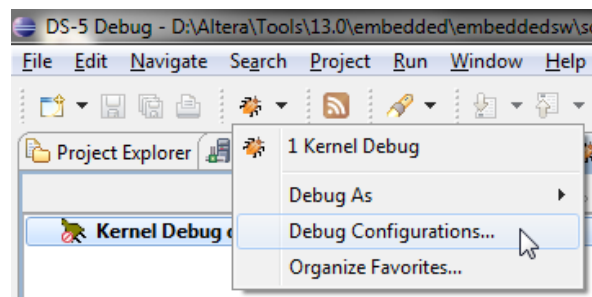 DS-5 Debug - D:\Altera\Tools\13.0\embedded\embeddedsw\so
File Edit Navigate Search Project Run Window Help
Project Explorer
1 Kernel Debug
Debug As
Kernel Debug
Debug Configurations...
Organize Favorites...